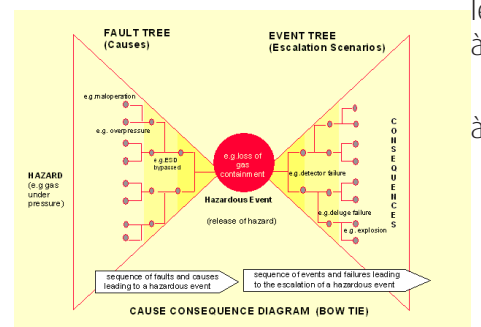 FAULT TREE
(Causes)
EVENT TREE
(Escalation Scenarios)
e.g.maloperation
e.g. overpressure
e.g.ESD
bypassed
HAZARD
(e.g gas
under
pressure)
e.g.loss of
gas
containment
Hazardous Event
(release of hazard)
e.g.detector failure
e.g.deluge failure
e.g. explosion
CONSEQUENCES
sequence of faults and causes
leading to a hazardous event
sequence of events and failures leading
to the escalation of a hazardous event
CAUSE CONSEQUENCE DIAGRAM (BOW TIE)
le
à
à